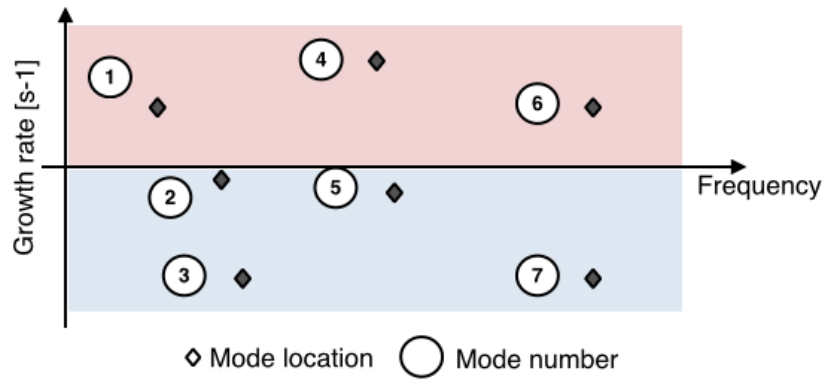 Growth rate [s-1]
1
4
6
2
5
Frequency
3
7
Mode location
Mode number